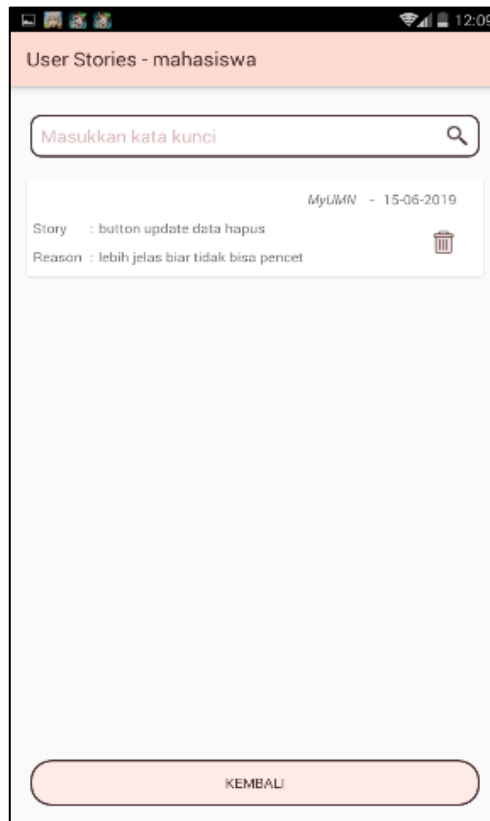 12:09
User Stories - mahasiswa
Masukkan kata kunci
MyUMN - 15-06-2019
Story : button update data hapus
Reason : lebih jelas biar tidak bisa pencet
KEMBALI